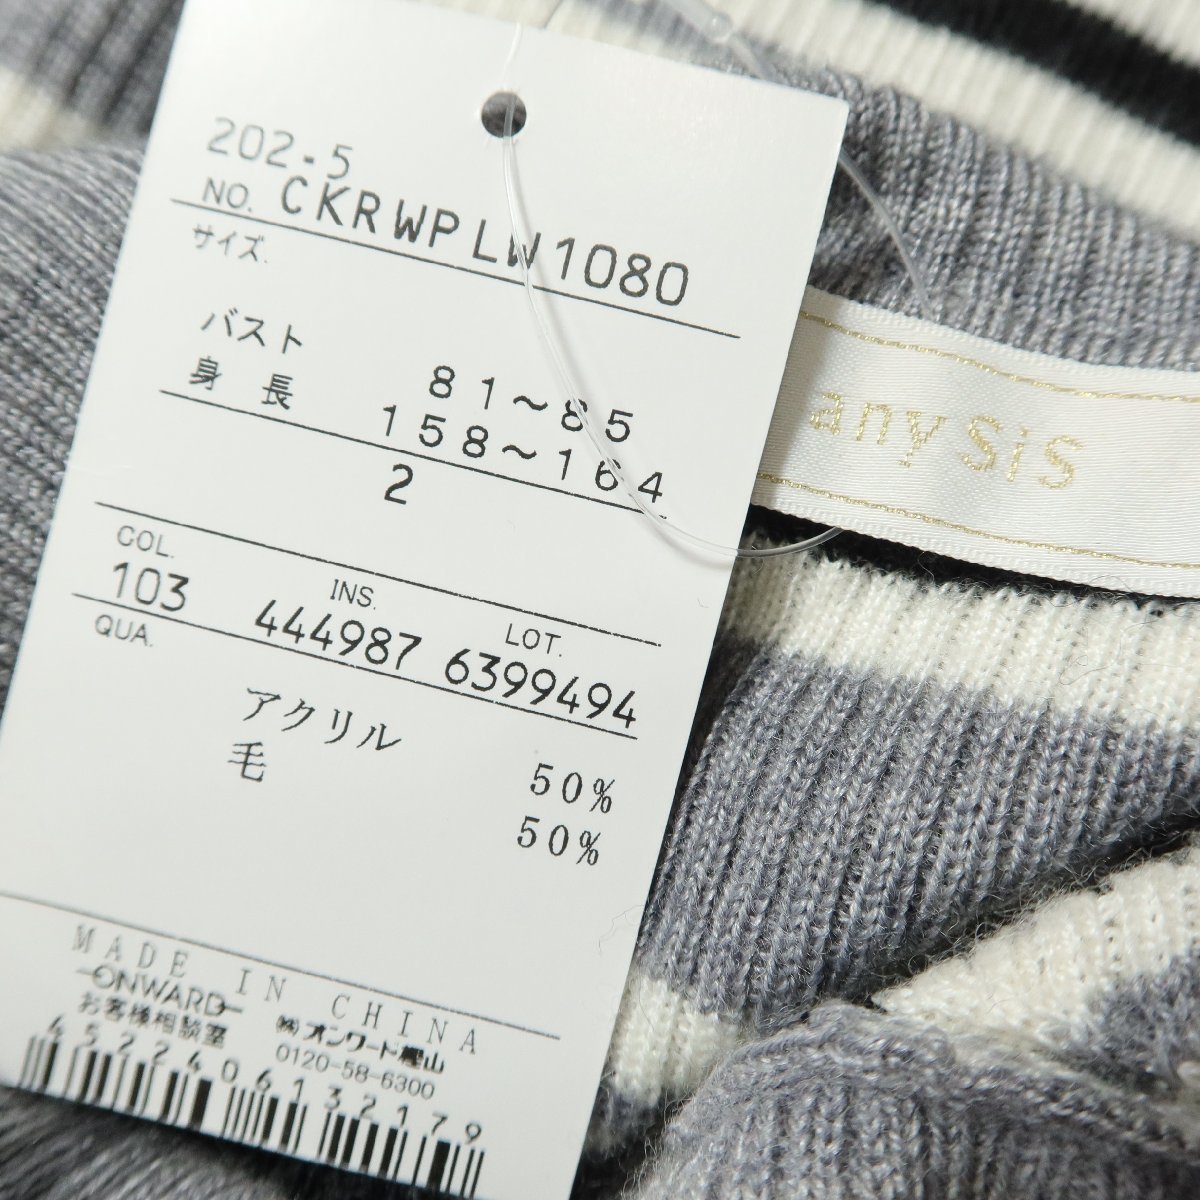 202-5
NO. CKRWPLW1080
サイズ.
バスト 81〜85
身長 158〜164
2
COL. INS. LOT.
103 444987 6399494
QUA.
アクリル 50%
毛 50%
MADE IN CHINA
ONWARD
お客様相談室 ㈱オンワード樫山
0120-58-6300
4522406132179
any SiS